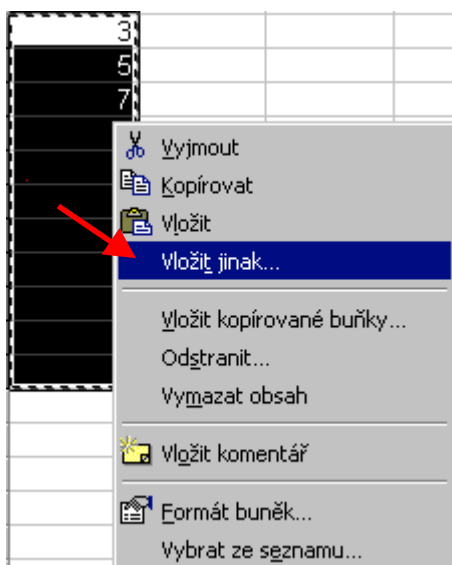 3
5
7
Vyjmout
Kopírovat
Vložit
Vložit jinak...
Vložit kopírované buňky...
Odstranit...
Vymazat obsah
Vložit komentář
Formát buněk...
Vybrat ze seznamu...